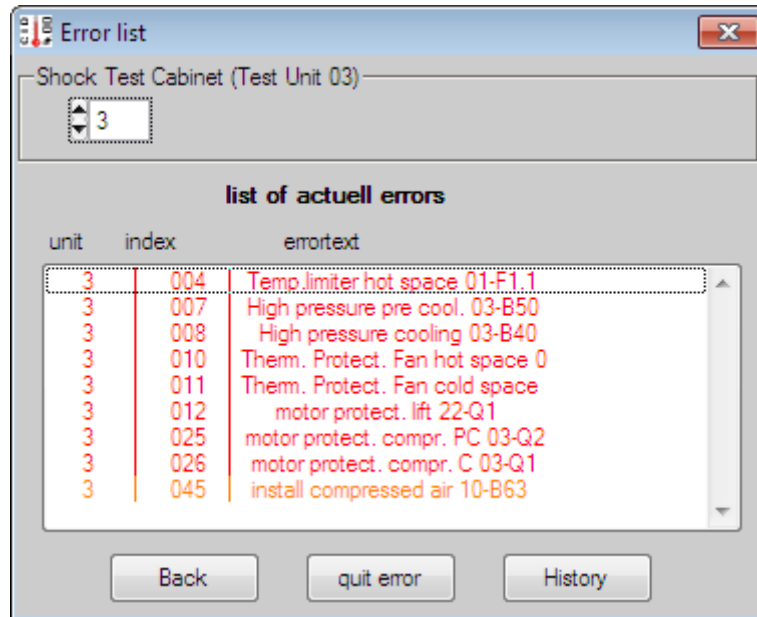 Error list
Shock Test Cabinet (Test Unit 03)
3
list of actuell errors
unit index errortext
3 004 Temp.limiter hot space 01-F1.1
3 007 High pressure pre cool. 03-B50
3 008 High pressure cooling 03-B40
3 010 Therm. Protect. Fan hot space 0
3 011 Therm. Protect. Fan cold space
3 012 motor protect. lift 22-Q1
3 025 motor protect. compr. PC 03-Q2
3 026 motor protect. compr. C 03-Q1
3 045 install compressed air 10-B63
Back quit error History